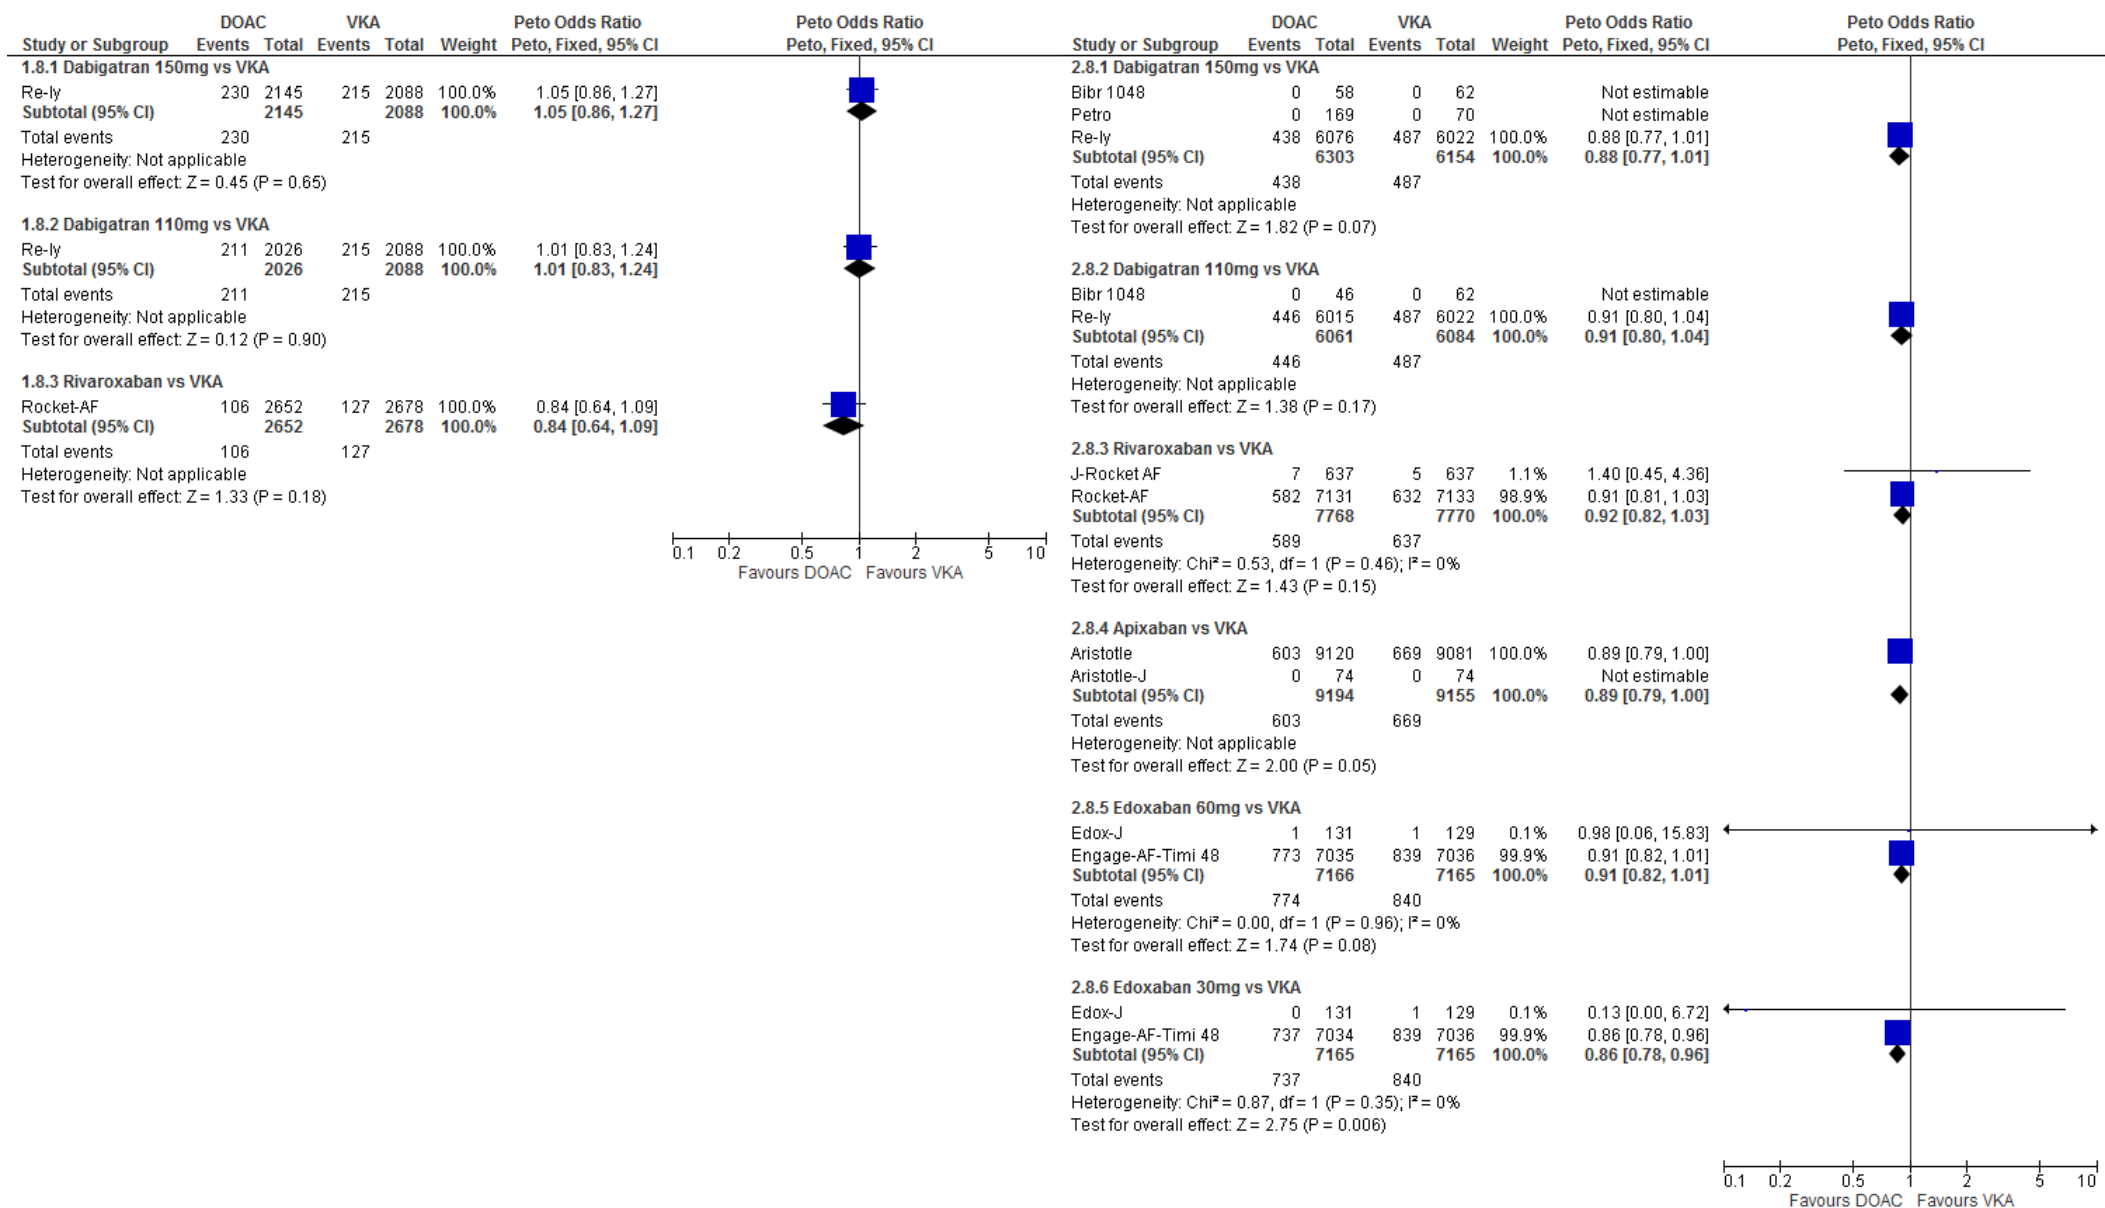 DOAC VKA Peto Odds Ratio Peto Odds Ratio
Study or Subgroup Events Total Events Total Weight Peto, Fixed, 95% CI Peto, Fixed, 95% CI
1.8.1 Dabigatran 150mg vs VKA
Re-ly 230 2145 215 2088 100.0% 1.05 [0.86, 1.27]
Subtotal (95% CI) 2145 2088 100.0% 1.05 [0.86, 1.27]
Total events 230 215
Heterogeneity: Not applicable
Test for overall effect: Z = 0.45 (P = 0.65)
1.8.2 Dabigatran 110mg vs VKA
Re-ly 211 2026 215 2088 100.0% 1.01 [0.83, 1.24]
Subtotal (95% CI) 2026 2088 100.0% 1.01 [0.83, 1.24]
Total events 211 215
Heterogeneity: Not applicable
Test for overall effect: Z = 0.12 (P = 0.90)
1.8.3 Rivaroxaban vs VKA
Rocket-AF 106 2652 127 2678 100.0% 0.84 [0.64, 1.09]
Subtotal (95% CI) 2652 2678 100.0% 0.84 [0.64, 1.09]
Total events 106 127
Heterogeneity: Not applicable
Test for overall effect: Z = 1.33 (P = 0.18)
0.1 0.2 0.5 1 2 5 10
Favours DOAC Favours VKA
DOAC VKA Peto Odds Ratio Peto Odds Ratio
Study or Subgroup Events Total Events Total Weight Peto, Fixed, 95% CI Peto, Fixed, 95% CI
2.8.1 Dabigatran 150mg vs VKA
Bibr 1048 0 58 0 62 Not estimable
Petro 0 169 0 70 Not estimable
Re-ly 438 6076 487 6022 100.0% 0.88 [0.77, 1.01]
Subtotal (95% CI) 6303 6154 100.0% 0.88 [0.77, 1.01]
Total events 438 487
Heterogeneity: Not applicable
Test for overall effect: Z = 1.82 (P = 0.07)
2.8.2 Dabigatran 110mg vs VKA
Bibr 1048 0 46 0 62 Not estimable
Re-ly 446 6015 487 6022 100.0% 0.91 [0.80, 1.04]
Subtotal (95% CI) 6061 6084 100.0% 0.91 [0.80, 1.04]
Total events 446 487
Heterogeneity: Not applicable
Test for overall effect: Z = 1.38 (P = 0.17)
2.8.3 Rivaroxaban vs VKA
J-Rocket AF 7 637 5 637 1.1% 1.40 [0.45, 4.36]
Rocket-AF 582 7131 632 7133 98.9% 0.91 [0.81, 1.03]
Subtotal (95% CI) 7768 7770 100.0% 0.92 [0.82, 1.03]
Total events 589 637
Heterogeneity: Chi² = 0.53, df = 1 (P = 0.46); I² = 0%
Test for overall effect: Z = 1.43 (P = 0.15)
2.8.4 Apixaban vs VKA
Aristotle 603 9120 669 9081 100.0% 0.89 [0.79, 1.00]
Aristotle-J 0 74 0 74 Not estimable
Subtotal (95% CI) 9194 9155 100.0% 0.89 [0.79, 1.00]
Total events 603 669
Heterogeneity: Not applicable
Test for overall effect: Z = 2.00 (P = 0.05)
2.8.5 Edoxaban 60mg vs VKA
Edox-J 1 131 1 129 0.1% 0.98 [0.06, 15.83]
Engage-AF-Timi 48 773 7035 839 7036 99.9% 0.91 [0.82, 1.01]
Subtotal (95% CI) 7166 7165 100.0% 0.91 [0.82, 1.01]
Total events 774 840
Heterogeneity: Chi² = 0.00, df = 1 (P = 0.96); I² = 0%
Test for overall effect: Z = 1.74 (P = 0.08)
2.8.6 Edoxaban 30mg vs VKA
Edox-J 0 131 1 129 0.1% 0.13 [0.00, 6.72]
Engage-AF-Timi 48 737 7034 839 7036 99.9% 0.86 [0.78, 0.96]
Subtotal (95% CI) 7165 7165 100.0% 0.86 [0.78, 0.96]
Total events 737 840
Heterogeneity: Chi² = 0.87, df = 1 (P = 0.35); I² = 0%
Test for overall effect: Z = 2.75 (P = 0.006)
0.1 0.2 0.5 1 2 5 10
Favours DOAC Favours VKA